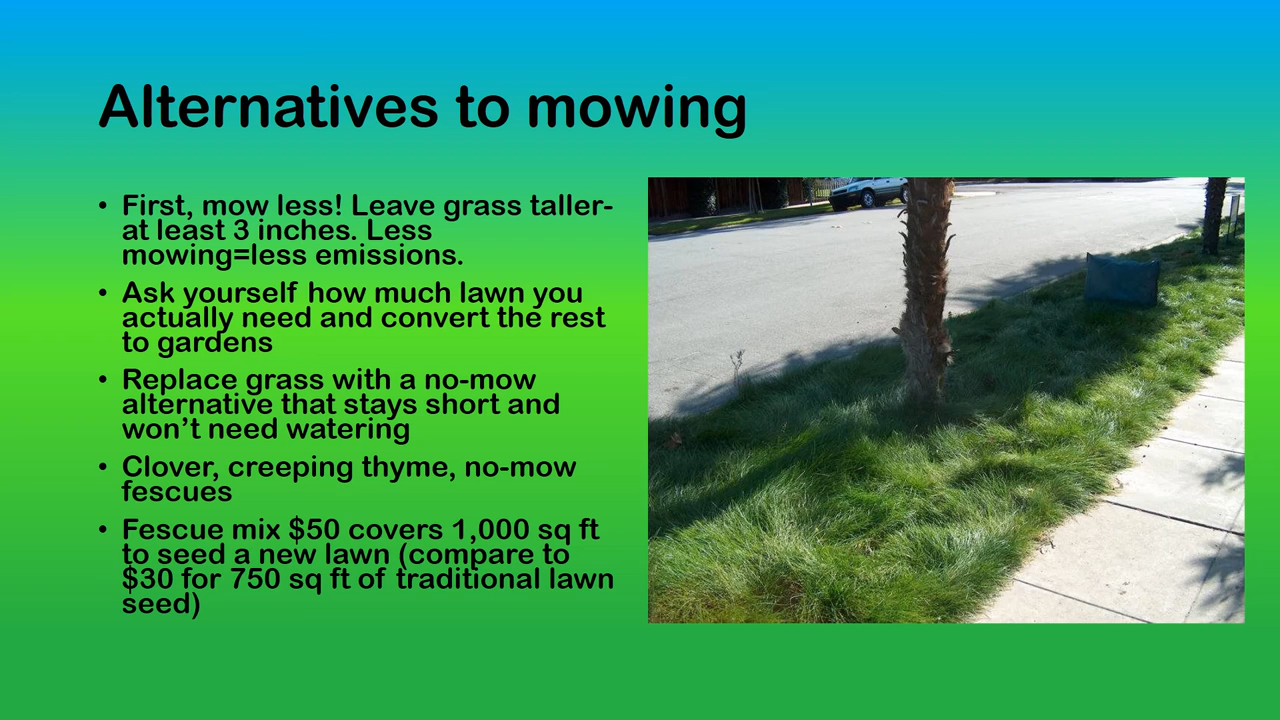 Alternatives to mowing
• First, mow less! Leave grass taller-
at least 3 inches. Less
mowing=less emissions.
• Ask yourself how much lawn you
actually need and convert the rest
to gardens
• Replace grass with a no-mow
alternative that stays short and
won’t need watering
• Clover, creeping thyme, no-mow
fescues
• Fescue mix $50 covers 1,000 sq ft
to seed a new lawn (compare to
$30 for 750 sq ft of traditional lawn
seed)